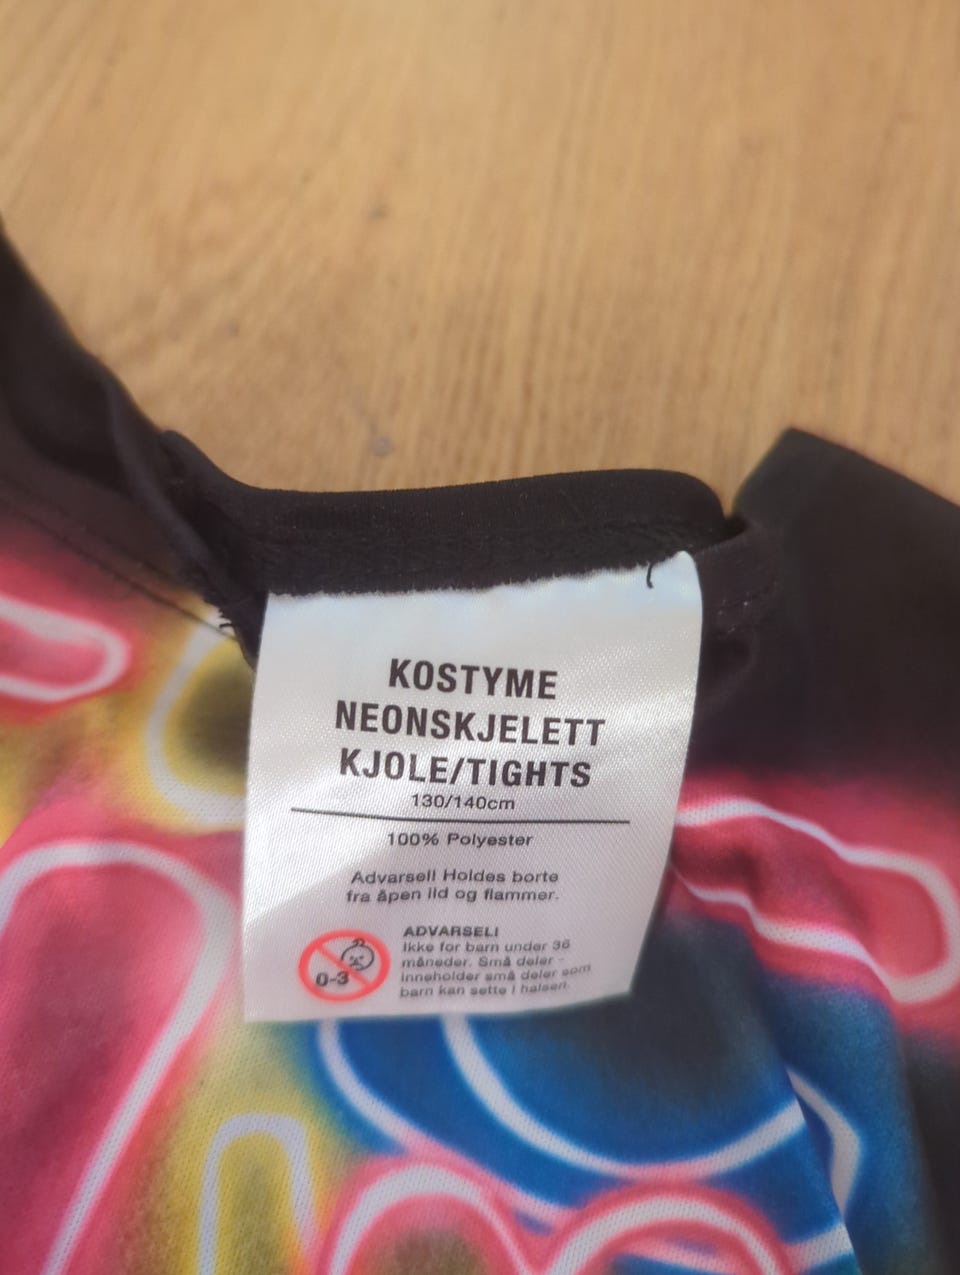 KOSTYME
NEONSKJELETT
KJOLE/TIGHTS
130/140cm
100% Polyester
Advarsel! Holdes borte
fra åpen ild og flammer.
ADVARSEL!
Ikke for barn under 36
måneder. Små deler -
inneholder små deler som
barn kan sette i halsen.
0-3